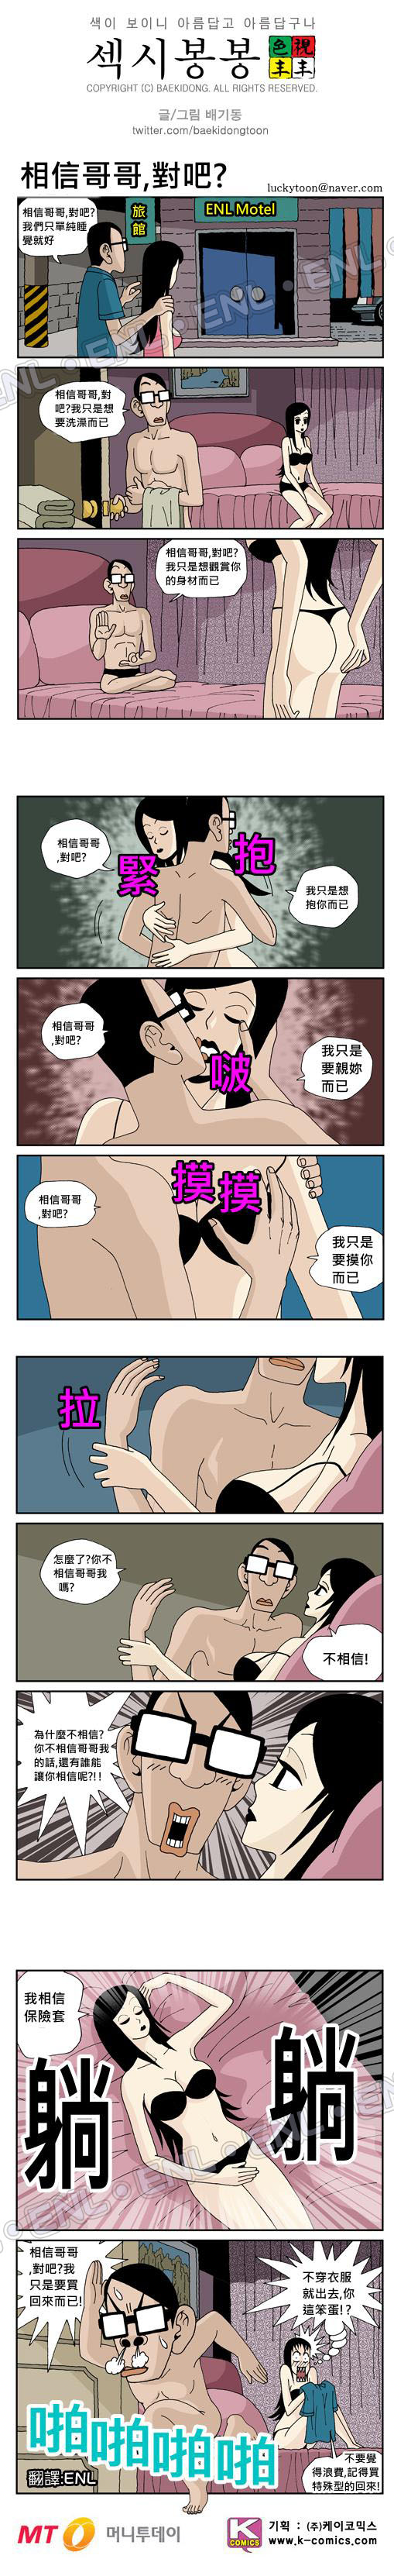 색이 보이니 아름답고 아름답구나
섹시봉봉
色視丰丰
COPYRIGHT (C) BAEKIDONG. ALL RIGHTS RESERVED.
글/그림 배기동
twitter.com/baekidongtoon
相信哥哥,對吧?
luckytoon@naver.com
相信哥哥,對吧?
我們只單純睡
覺就好
旅
館
ENL Motel
相信哥哥,對
吧?我只是想
要洗澡而已
相信哥哥,對吧?
我只是想觀賞你
的身材而已
相信哥哥
,對吧?
緊
抱
我只是想
抱你而已
相信哥哥
,對吧?
啵
我只是
要親妳
而已
相信哥哥
,對吧?
摸摸
我只是
要摸你
而已
拉
怎麼了?你不
相信哥哥我
嗎?
不相信!
為什麼不相信?
你不相信哥哥我
的話,還有誰能
讓你相信呢?!!
我相信
保險套
躺
躺
相信哥哥
,對吧?我
只是要買
回來而已!
不穿衣服
就出去,你
這笨蛋!?
啪啪啪啪
翻譯:ENL
不要覺
得浪費,記得買
特殊型的回來!
MT 머니투데이
K COMICS
기획 : (주)케이코믹스
www.k-comics.com